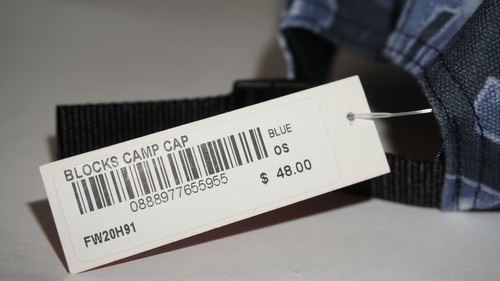 BLOCKS CAMP CAP
BLUE
OS
0888977655955
$ 48.00
FW20H91